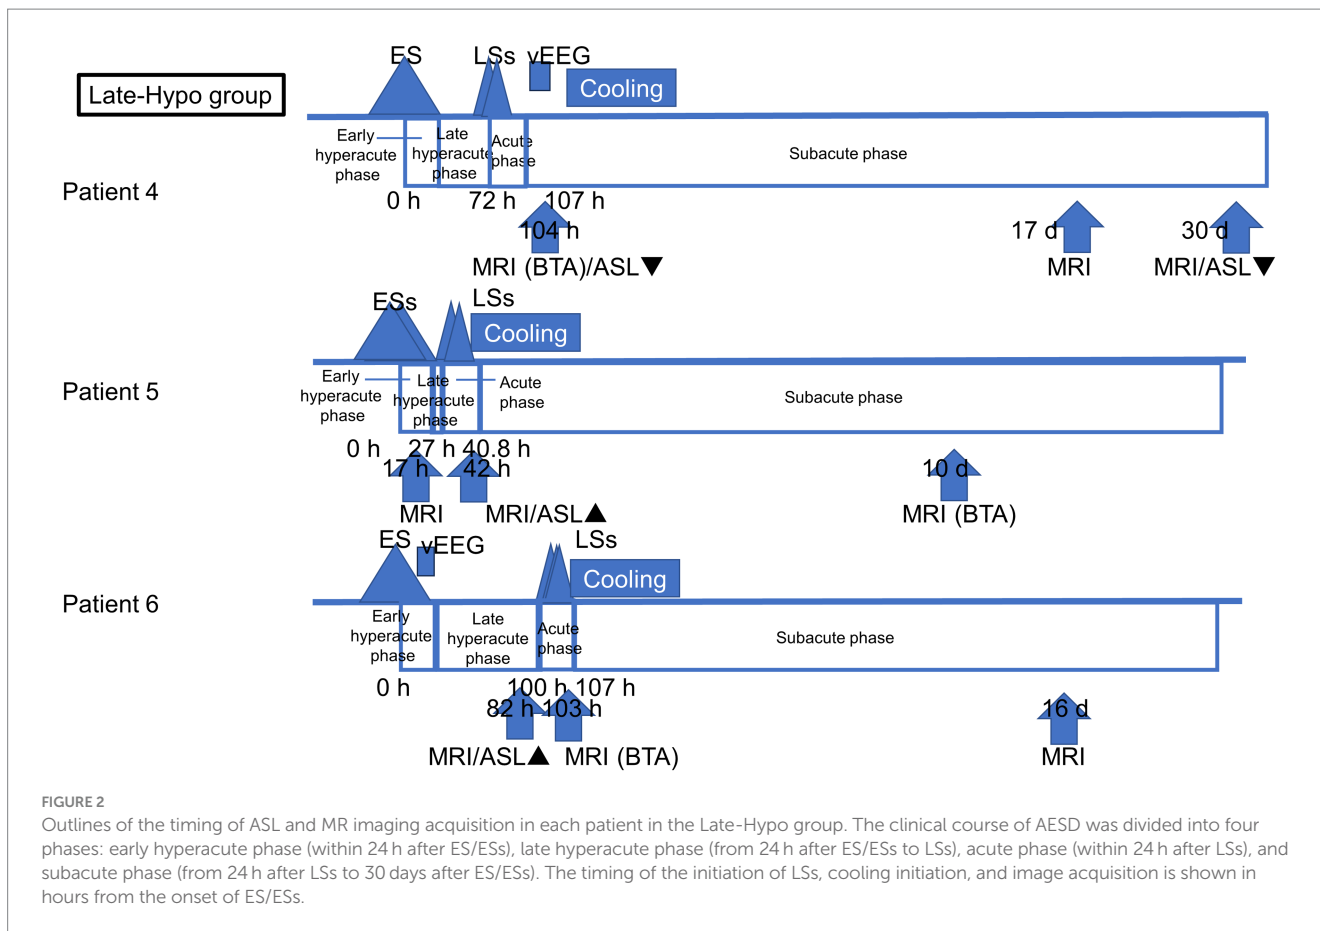 ES LSs vEEG
Late-Hypo group
Cooling
Early
hyperacute
phase
Late
hyperacute
phase
Acute
phase
Subacute phase
Patient 4
0 h 72 h 107 h
104 h 17 d 30 d
MRI (BTA)/ASL▼ MRI MRI/ASL▼
ESs LSs
Cooling
Early
hyperacute
phase
Late
hyperacute
phase
Acute
phase
Subacute phase
Patient 5
0 h 27 h 40.8 h
17 h 42 h 10 d
MRI MRI/ASL▲ MRI (BTA)
ES vEEG LSs
Cooling
Patient 6
Early
hyperacute
phase
Late
hyperacute
phase
Acute
phase
Subacute phase
0 h 100 h 107 h
82 h 103 h 16 d
MRI/ASL▲ MRI (BTA) MRI
FIGURE 2
Outlines of the timing of ASL and MR imaging acquisition in each patient in the Late-Hypo group. The clinical course of AESD was divided into four
phases: early hyperacute phase (within 24 h after ES/ESs), late hyperacute phase (from 24 h after ES/ESs to LSs), acute phase (within 24 h after LSs), and
subacute phase (from 24 h after LSs to 30 days after ES/ESs). The timing of the initiation of LSs, cooling initiation, and image acquisition is shown in
hours from the onset of ES/ESs.